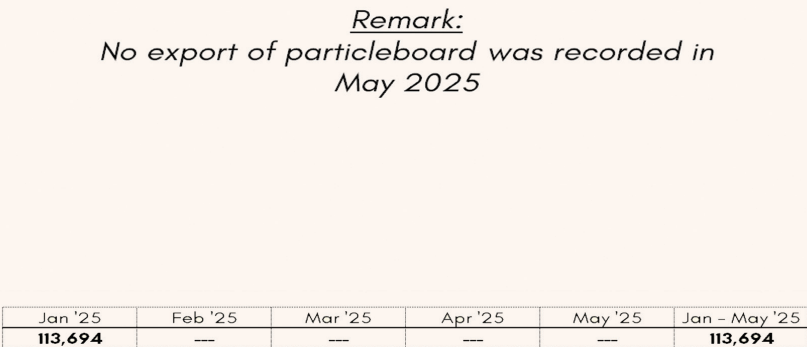 Remark:
No export of particleboard was recorded in
May 2025
Jan '25 Feb '25 Mar '25 Apr '25 May '25 Jan - May '25
113,694 --- --- --- --- 113,694